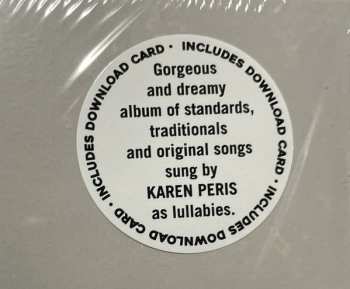 INCLUDES DOWNLOAD CARD · INCLUDES DOWNLOAD CARD · INCLUDES DOWNLOAD CARD ·
Gorgeous
and dreamy
album of standards,
traditionals
and original songs
sung by
KAREN PERIS
as lullabies.